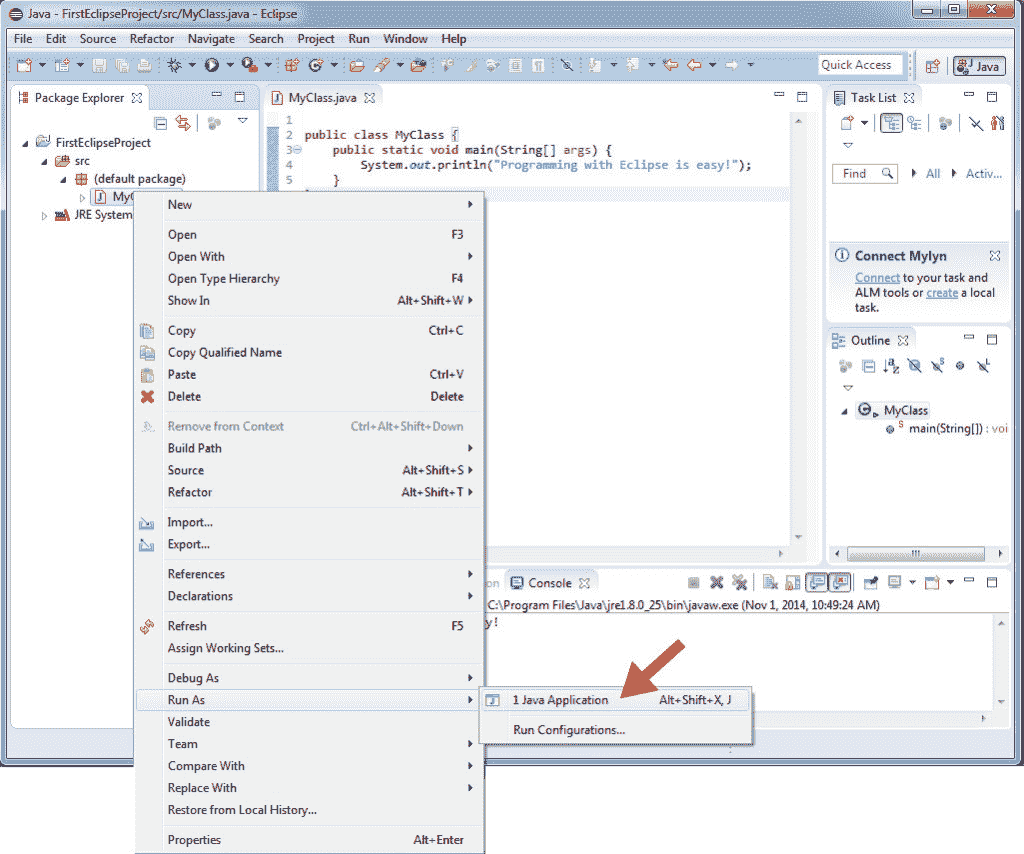 Java - FirstEclipseProject/src/MyClass.java - Eclipse
File Edit Source Refactor Navigate Search Project Run Window Help
Quick Access
Java
Package Explorer
FirstEclipseProject
src
(default package)
JRE System
MyClass.java
1
2 public class MyClass {
3 public static void main(String[] args) {
4 System.out.println("Programming with Eclipse is easy!");
5 }
Task List
Find All Activ...
Connect Mylyn
Connect to your task and
ALM tools or create a local
task.
Outline
MyClass
main(String[]) : voi
New
Open F3
Open With
Open Type Hierarchy F4
Show In Alt+Shift+W
Copy Ctrl+C
Copy Qualified Name
Paste Ctrl+V
Delete Delete
Remove from Context Ctrl+Alt+Shift+Down
Build Path
Source Alt+Shift+S
Refactor Alt+Shift+T
Import...
Export...
References
Declarations
Refresh F5
Assign Working Sets...
Debug As
Run As
Validate
Team
Compare With
Replace With
Restore from Local History...
Properties Alt+Enter
1 Java Application Alt+Shift+X, J
Run Configurations...
Console
C:\Program Files\Java\jre1.8.0_25\bin\javaw.exe (Nov 1, 2014, 10:49:24 AM)
y!